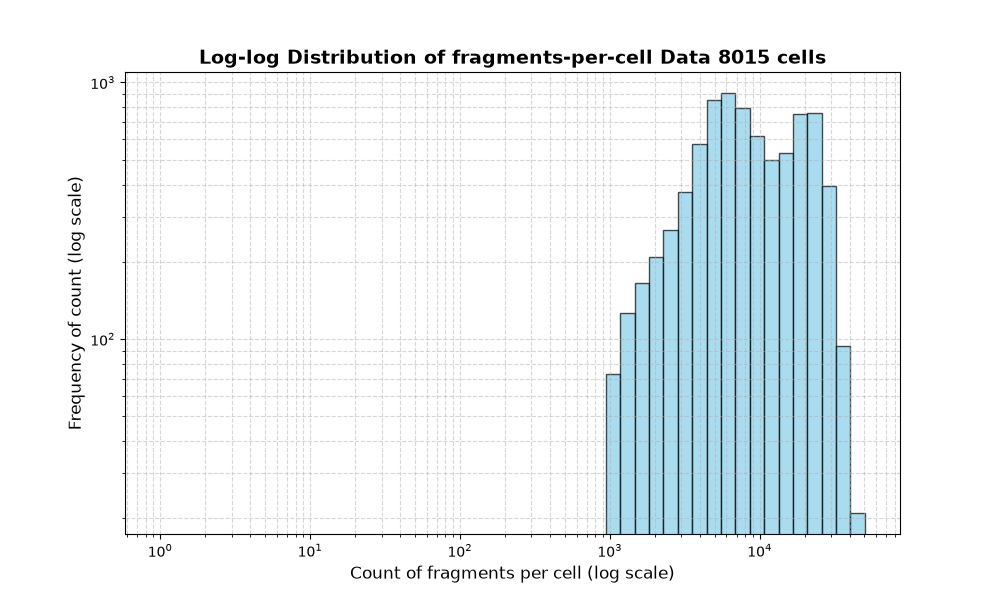 Log-log Distribution of fragments-per-cell Data 8015 cells
Frequency of count (log scale)
10³
10²
10⁰ 10¹ 10² 10³ 10⁴
Count of fragments per cell (log scale)